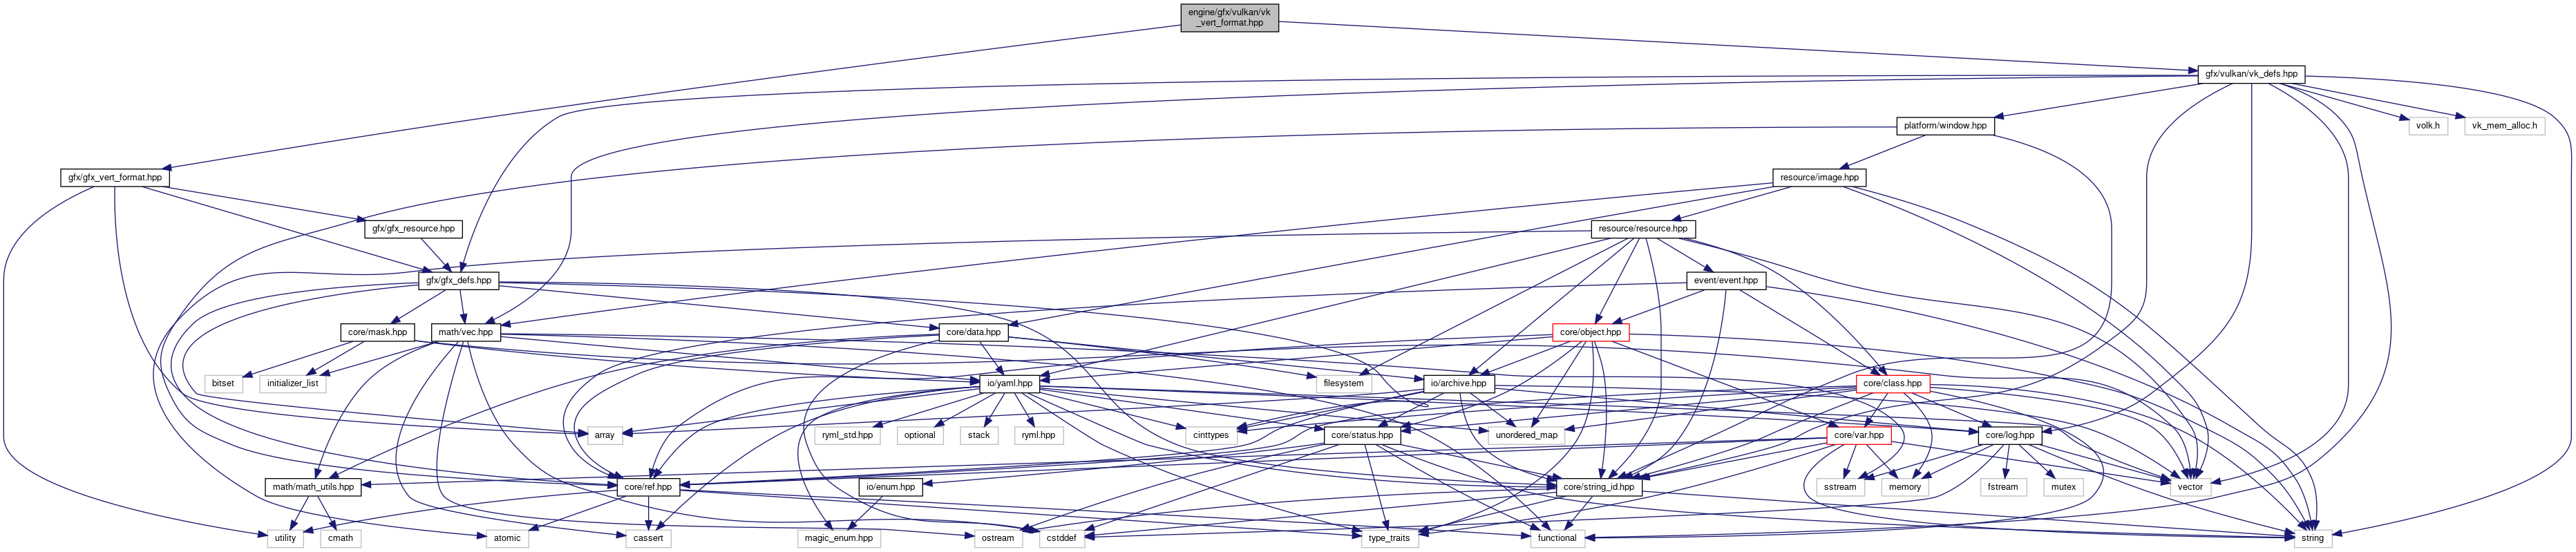 engine/gfx/vulkan/vk
_vert_format.hpp
gfx/vulkan/vk_defs.hpp
platform/window.hpp
volk.h
vk_mem_alloc.h
gfx/gfx_vert_format.hpp
resource/image.hpp
gfx/gfx_resource.hpp
resource/resource.hpp
gfx/gfx_defs.hpp
event/event.hpp
core/mask.hpp
math/vec.hpp
core/data.hpp
core/object.hpp
bitset
initializer_list
io/yaml.hpp
filesystem
io/archive.hpp
core/class.hpp
array
ryml_std.hpp
optional
stack
ryml.hpp
core/status.hpp
cinttypes
unordered_map
core/var.hpp
core/log.hpp
math/math_utils.hpp
core/ref.hpp
io/enum.hpp
core/string_id.hpp
sstream
memory
fstream
mutex
vector
utility
cmath
atomic
cassert
magic_enum.hpp
ostream
cstddef
type_traits
functional
string